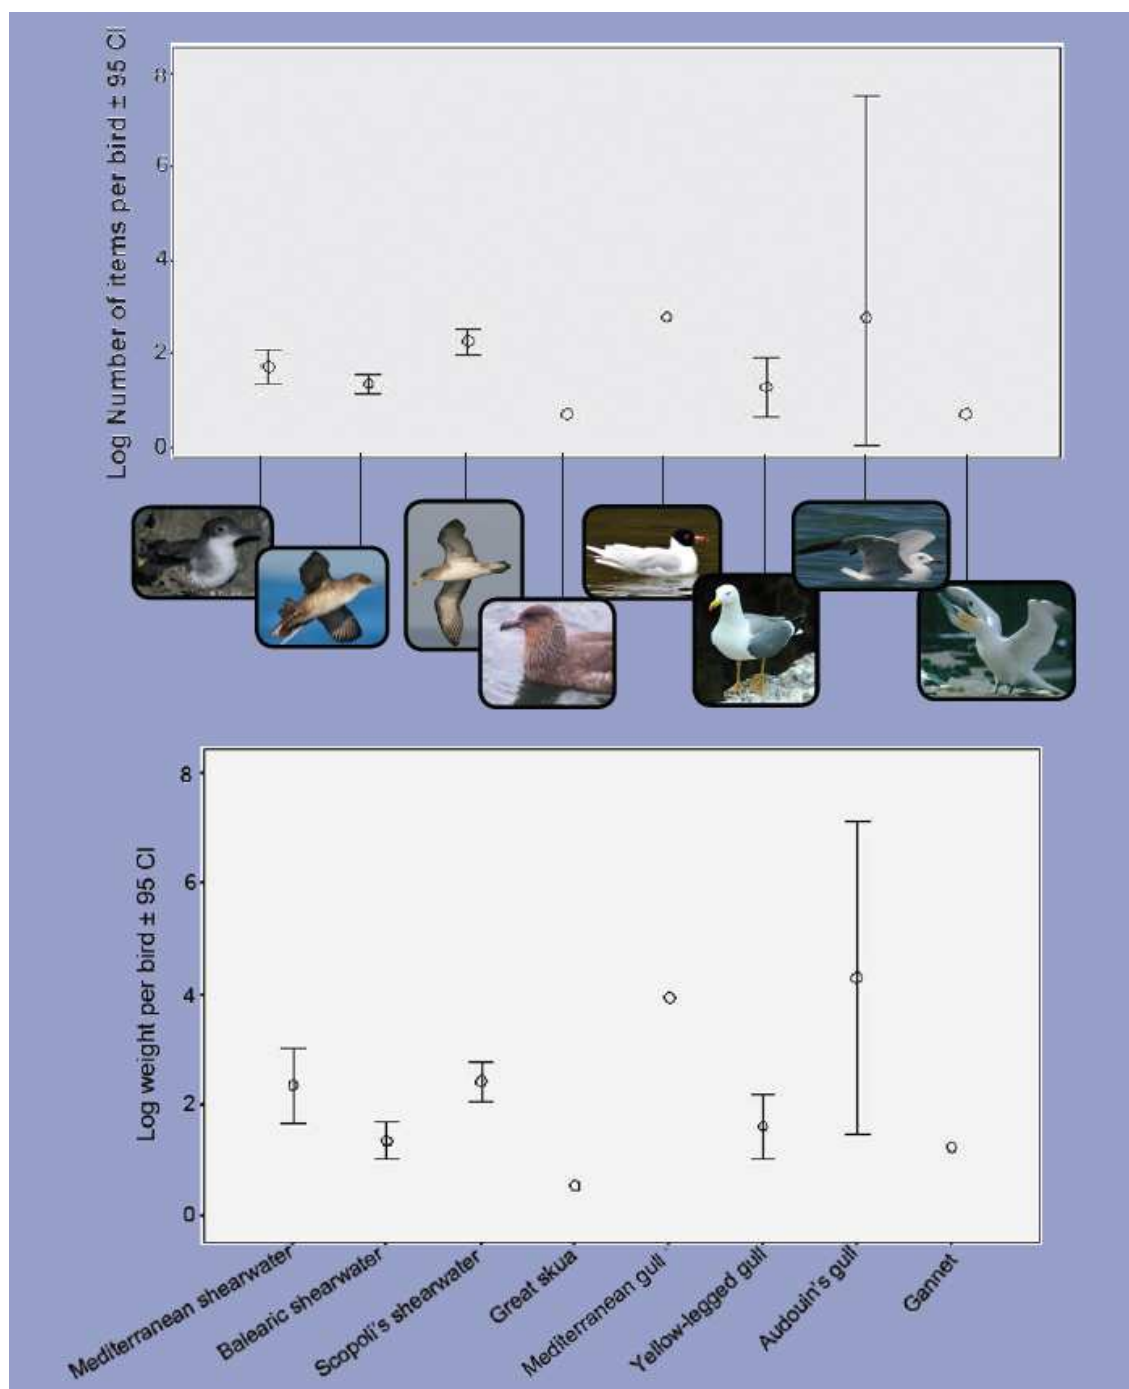 Log Number of items per bird ± 95 CI
8
6
4
2
0
Log weight per bird ± 95 CI
8
6
4
2
0
Mediterranean shearwater
Balearic shearwater
Scopoli's shearwater
Great skua
Mediterranean gull
Yellow-legged gull
Audouin's gull
Gannet